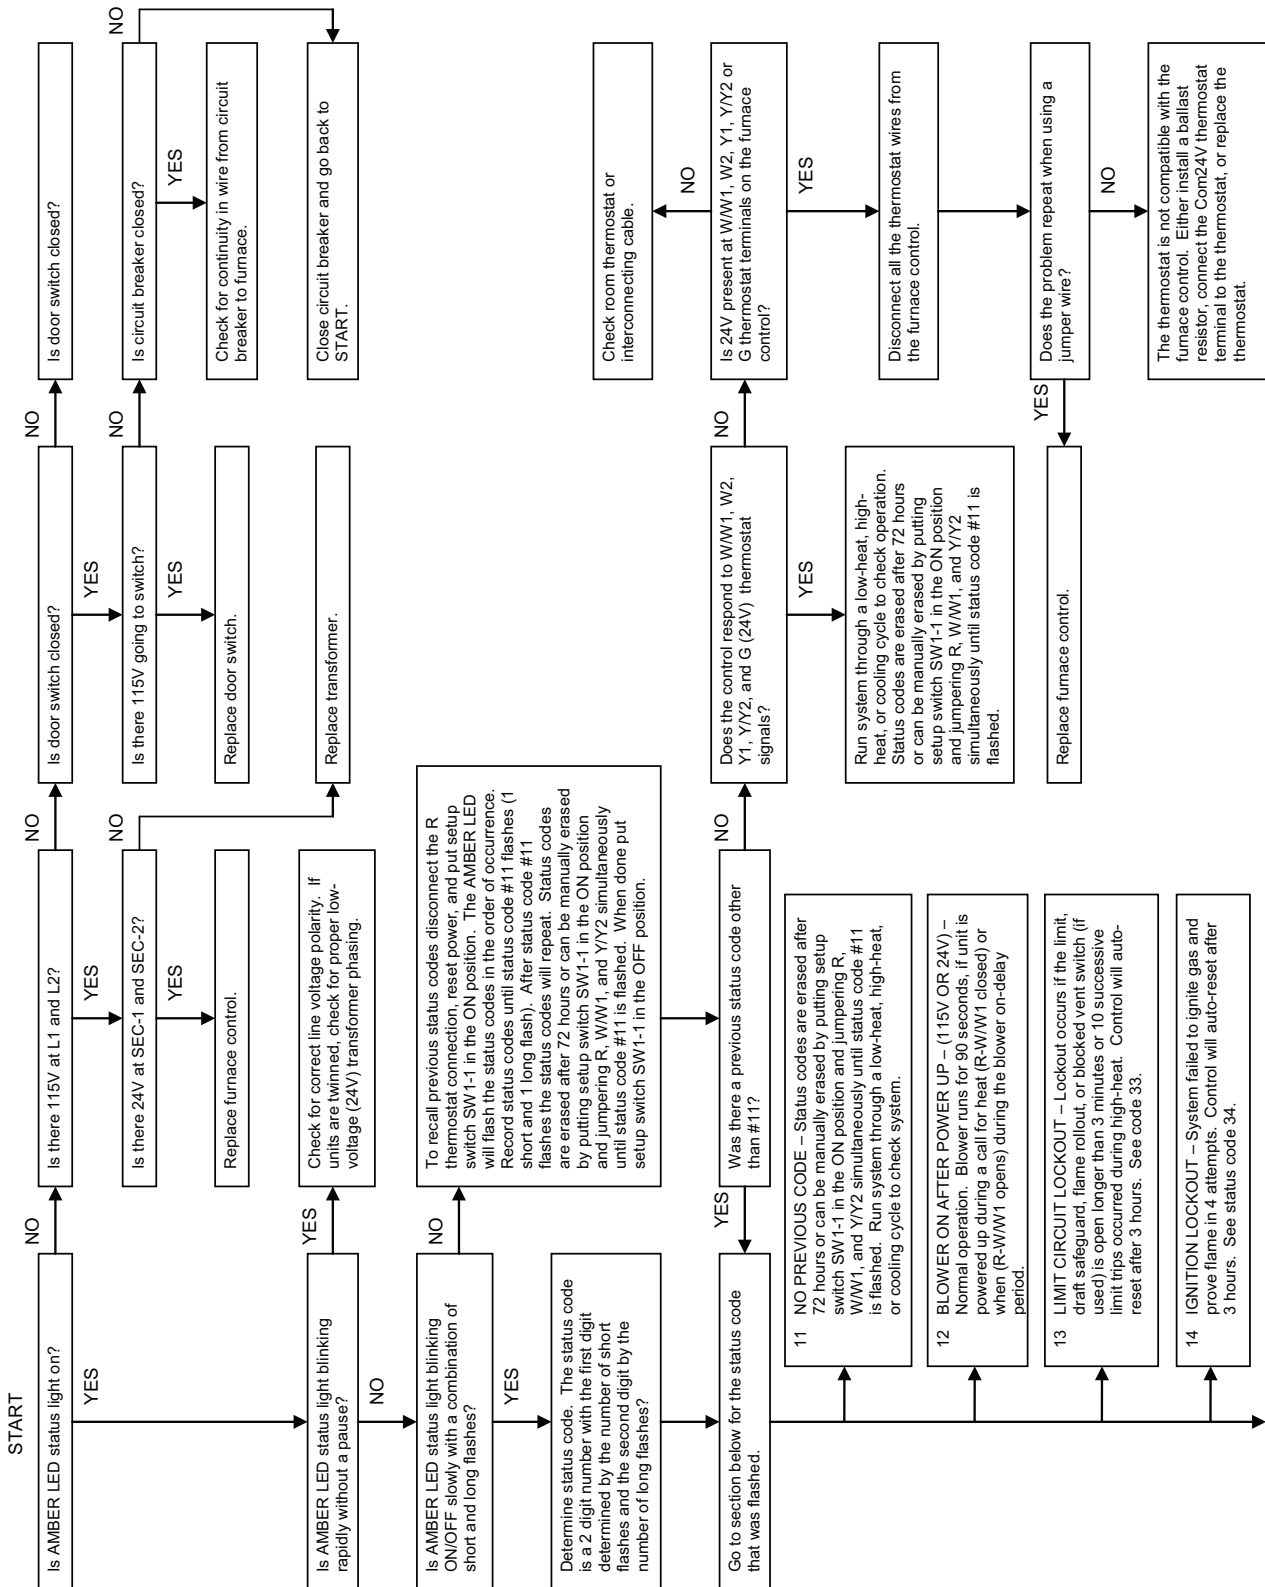 START
Is AMBER LED status light on?
NO
YES
Is there 115V at L1 and L2?
NO
YES
Is door switch closed?
NO
YES
Is door switch closed?
Is there 24V at SEC-1 and SEC-2?
NO
YES
Is there 115V going to switch?
NO
YES
Is circuit breaker closed?
NO
YES
Replace furnace control.
Replace door switch.
Check for continuity in wire from circuit
breaker to furnace.
Replace transformer.
Close circuit breaker and go back to
START.
Is AMBER LED status light blinking
rapidly without a pause?
YES
NO
Check for correct line voltage polarity. If
units are twinned, check for proper low-
voltage (24V) transformer phasing.
Is AMBER LED status light blinking
ON/OFF slowly with a combination of
short and long flashes?
NO
YES
To recall previous status codes disconnect the R
thermostat connection, reset power, and put setup
switch SW1-1 in the ON position. The AMBER LED
will flash the status codes in the order of occurrence.
Record status codes until status code #11 flashes (1
short and 1 long flash). After status code #11
flashes the status codes will repeat. Status codes
are erased after 72 hours or can be manually erased
by putting setup switch SW1-1 in the ON position
and jumpering R, W/W1, and Y/Y2 simultaneously
until status code #11 is flashed. When done put
setup switch SW1-1 in the OFF position.
Determine status code. The status code
is a 2 digit number with the first digit
determined by the number of short
flashes and the second digit by the
number of long flashes?
Go to section below for the status code
that was flashed.
YES
Was there a previous status code other
than #11?
NO
Does the control respond to W/W1, W2,
Y1, Y/Y2, and G (24V) thermostat
signals?
NO
YES
Is 24V present at W/W1, W2, Y1, Y/Y2 or
G thermostat terminals on the furnace
control?
NO
YES
Check room thermostat or
interconnecting cable.
Run system through a low-heat, high-
heat, or cooling cycle to check operation.
Status codes are erased after 72 hours
or can be manually erased by putting
setup switch SW1-1 in the ON position
and jumpering R, W/W1, and Y/Y2
simultaneously until status code #11 is
flashed.
Disconnect all the thermostat wires from
the furnace control.
Replace furnace control.
YES
Does the problem repeat when using a
jumper wire?
NO
The thermostat is not compatible with the
furnace control. Either install a ballast
resistor, connect the Com24V thermostat
terminal to the thermostat, or replace the
thermostat.
11 NO PREVIOUS CODE – Status codes are erased after
72 hours or can be manually erased by putting setup
switch SW1-1 in the ON position and jumpering R,
W/W1, and Y/Y2 simultaneously until status code #11
is flashed. Run system through a low-heat, high-heat,
or cooling cycle to check system.
12 BLOWER ON AFTER POWER UP – (115V OR 24V) –
Normal operation. Blower runs for 90 seconds, if unit is
powered up during a call for heat (R-W/W1 closed) or
when (R-W/W1 opens) during the blower on-delay
period.
13 LIMIT CIRCUIT LOCKOUT – Lockout occurs if the limit,
draft safeguard, flame rollout, or blocked vent switch (if
used) is open longer than 3 minutes or 10 successive
limit trips occurred during high-heat. Control will auto-
reset after 3 hours. See code 33.
14 IGNITION LOCKOUT – System failed to ignite gas and
prove flame in 4 attempts. Control will auto-reset after
3 hours. See status code 34.